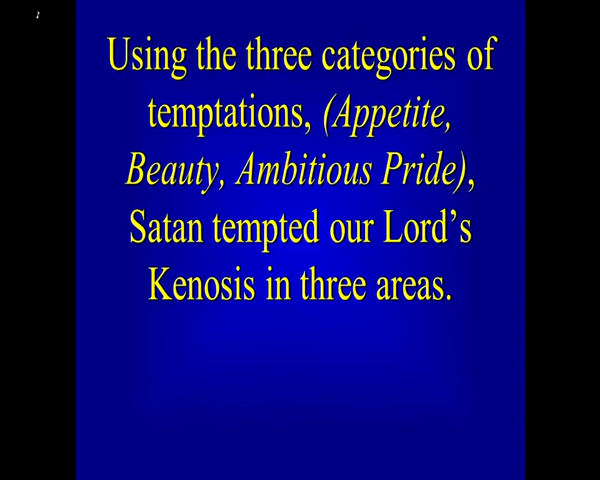 Using the three categories of
temptations, (Appetite,
Beauty, Ambitious Pride),
Satan tempted our Lord’s
Kenosis in three areas.